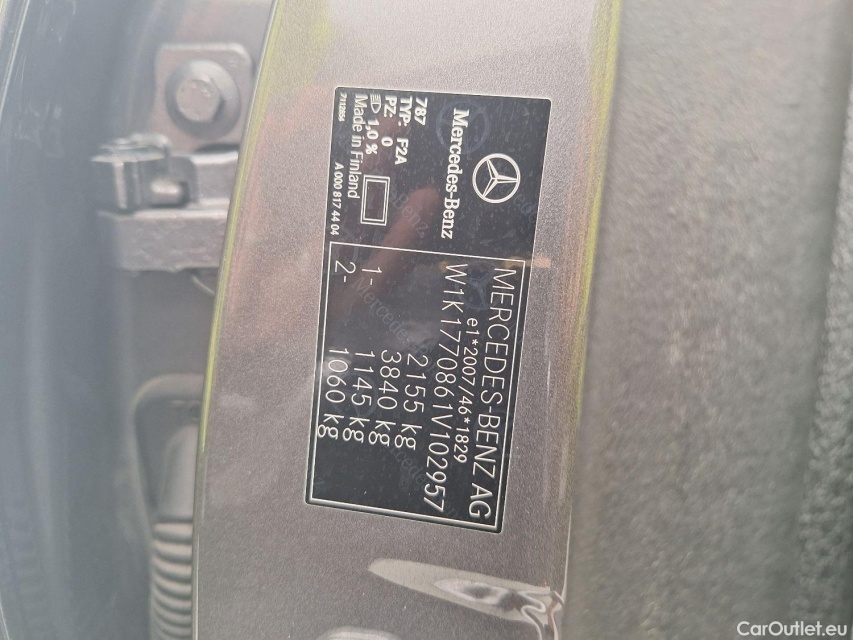 Mercedes-Benz
787
TYP: F2A
PZ: 0
1,0 %
Made in Finland
7112654
A 000 817 44 04
MERCEDES-BENZ AG
e1*2007/46*1829
W1K1770861V102957
2155 kg
3840 kg
1- 1145 kg
2- 1060 kg
CarOutlet.eu